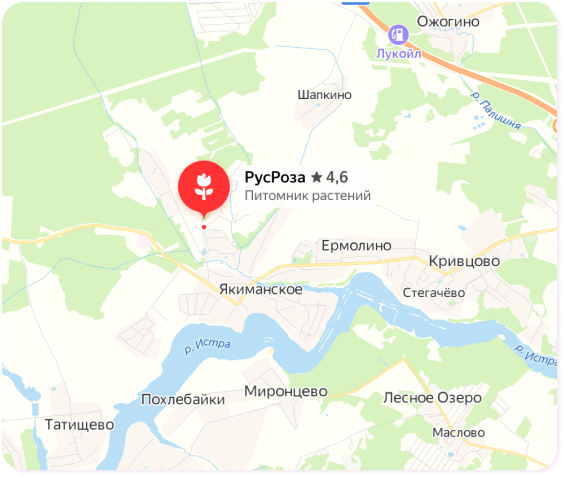 Ожогино
Лукойл
Шапкино
р. Палишня
РусРоза ★ 4,6
Питомник растений
Ермолино
Кривцово
Якиманское
Стегачёво
р. Истра
р. Истра
Миронцево
Похлебайки
Лесное Озеро
Татищево
Маслово